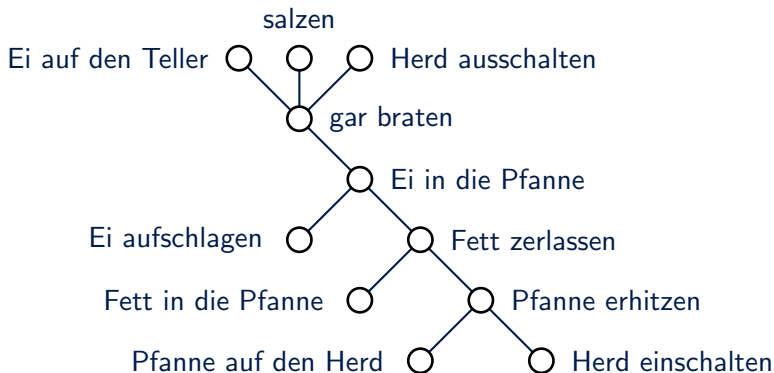 salzen
Ei auf den Teller
Herd ausschalten
gar braten
Ei in die Pfanne
Ei aufschlagen
Fett zerlassen
Fett in die Pfanne
Pfanne erhitzen
Pfanne auf den Herd
Herd einschalten